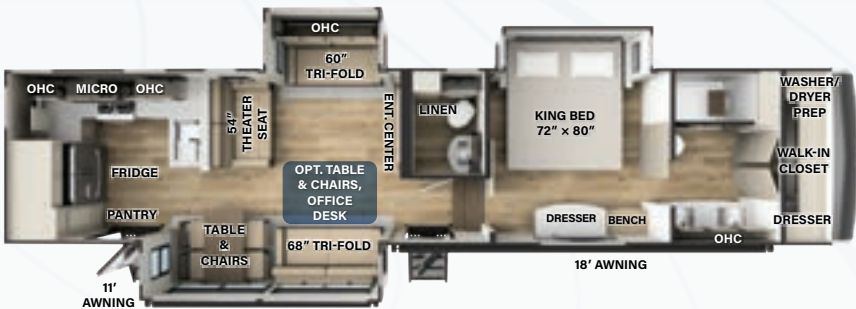 OHC
60"
TRI-FOLD
OHC MICRO OHC
54"
THEATER
SEAT
ENT. CENTER
LINEN
KING BED
72" × 80"
WASHER/
DRYER
PREP
WALK-IN
CLOSET
DRESSER
FRIDGE
PANTRY
OPT. TABLE
& CHAIRS,
OFFICE
DESK
TABLE
&
CHAIRS
68" TRI-FOLD
DRESSER BENCH
OHC
11'
AWNING
18' AWNING